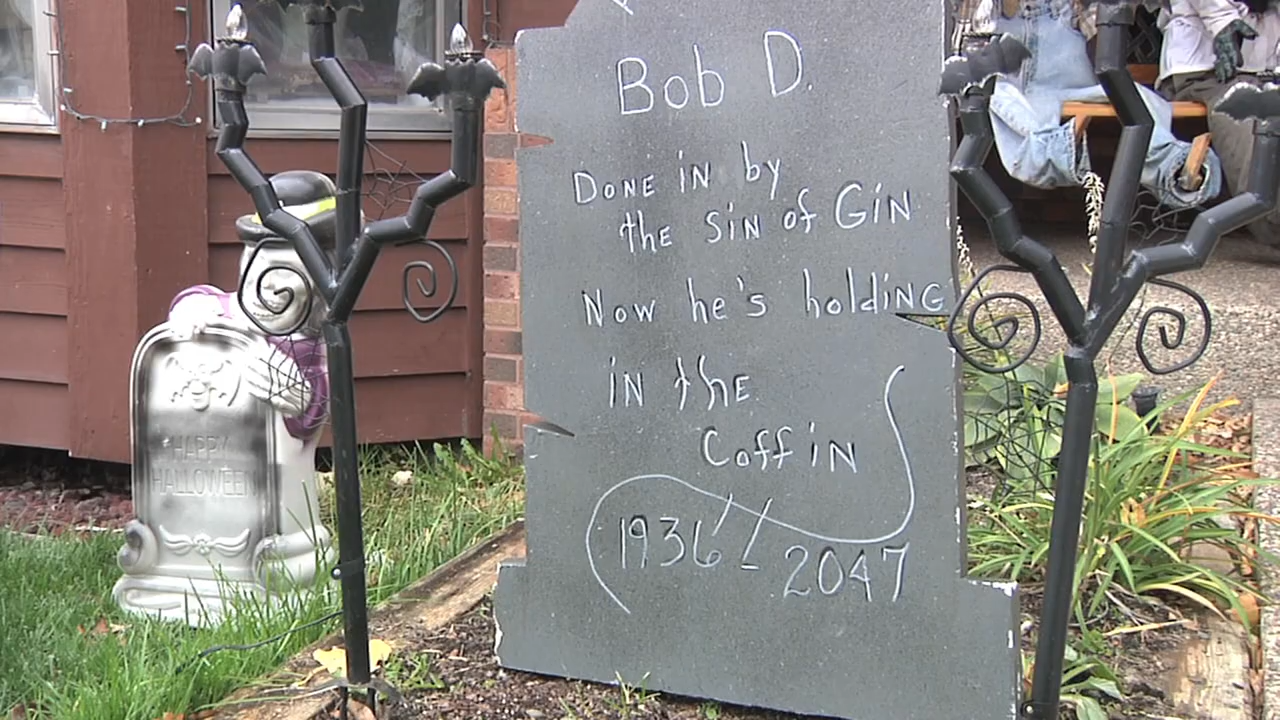 Bob D.
DONE iN by
the SiN of GiN
Now he's holdiNG
iN the
CoffiN
1936 / 2047
HAPPY
HALLOWEEN